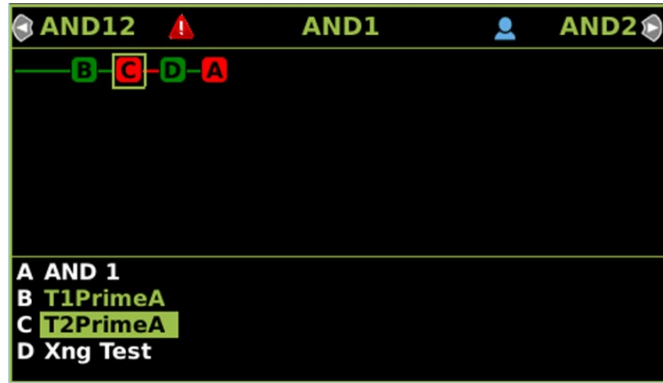 AND12 AND1 AND2
B C D A
A AND 1
B T1PrimeA
C T2PrimeA
D Xng Test